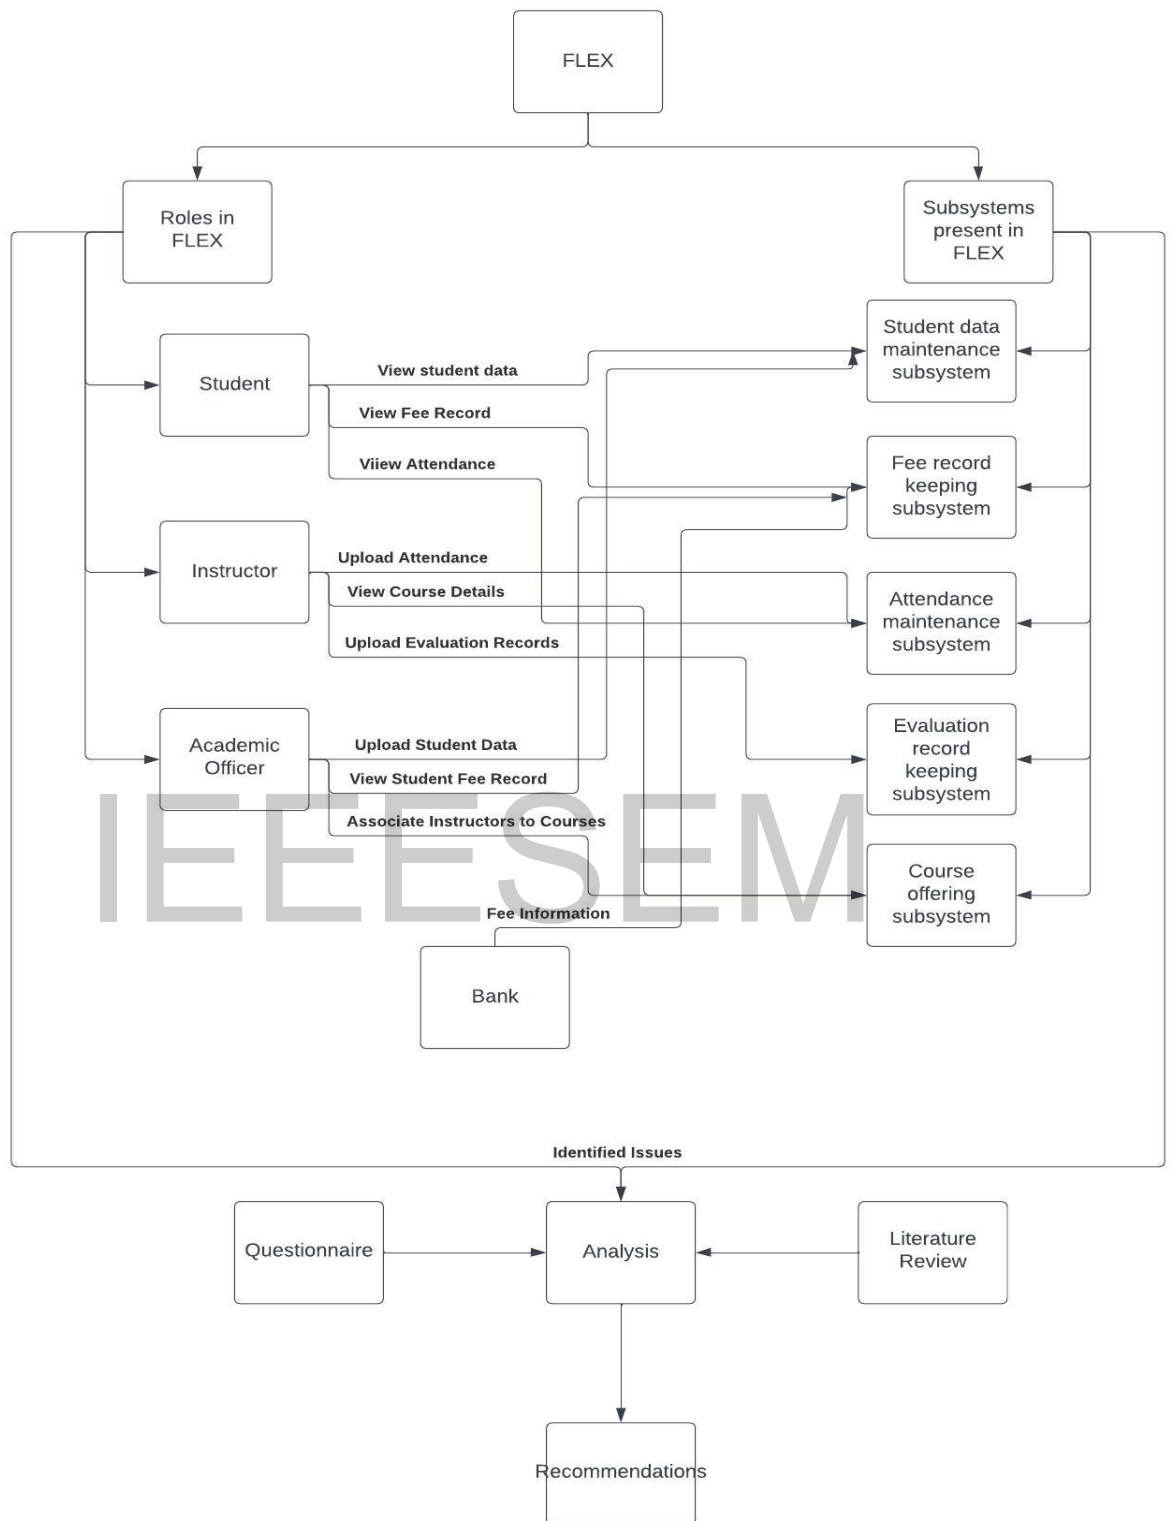 FLEX
Roles in
FLEX
Subsystems
present in
FLEX
Student data
maintenance
subsystem
Student
View student data
View Fee Record
Viiew Attendance
Fee record
keeping
subsystem
Instructor
Upload Attendance
View Course Details
Upload Evaluation Records
Attendance
maintenance
subsystem
Academic
Officer
Upload Student Data
View Student Fee Record
Associate Instructors to Courses
Evaluation
record
keeping
subsystem
IEEESEM
Course
offering
subsystem
Fee Information
Bank
Identified Issues
Questionnaire
Analysis
Literature
Review
Recommendations